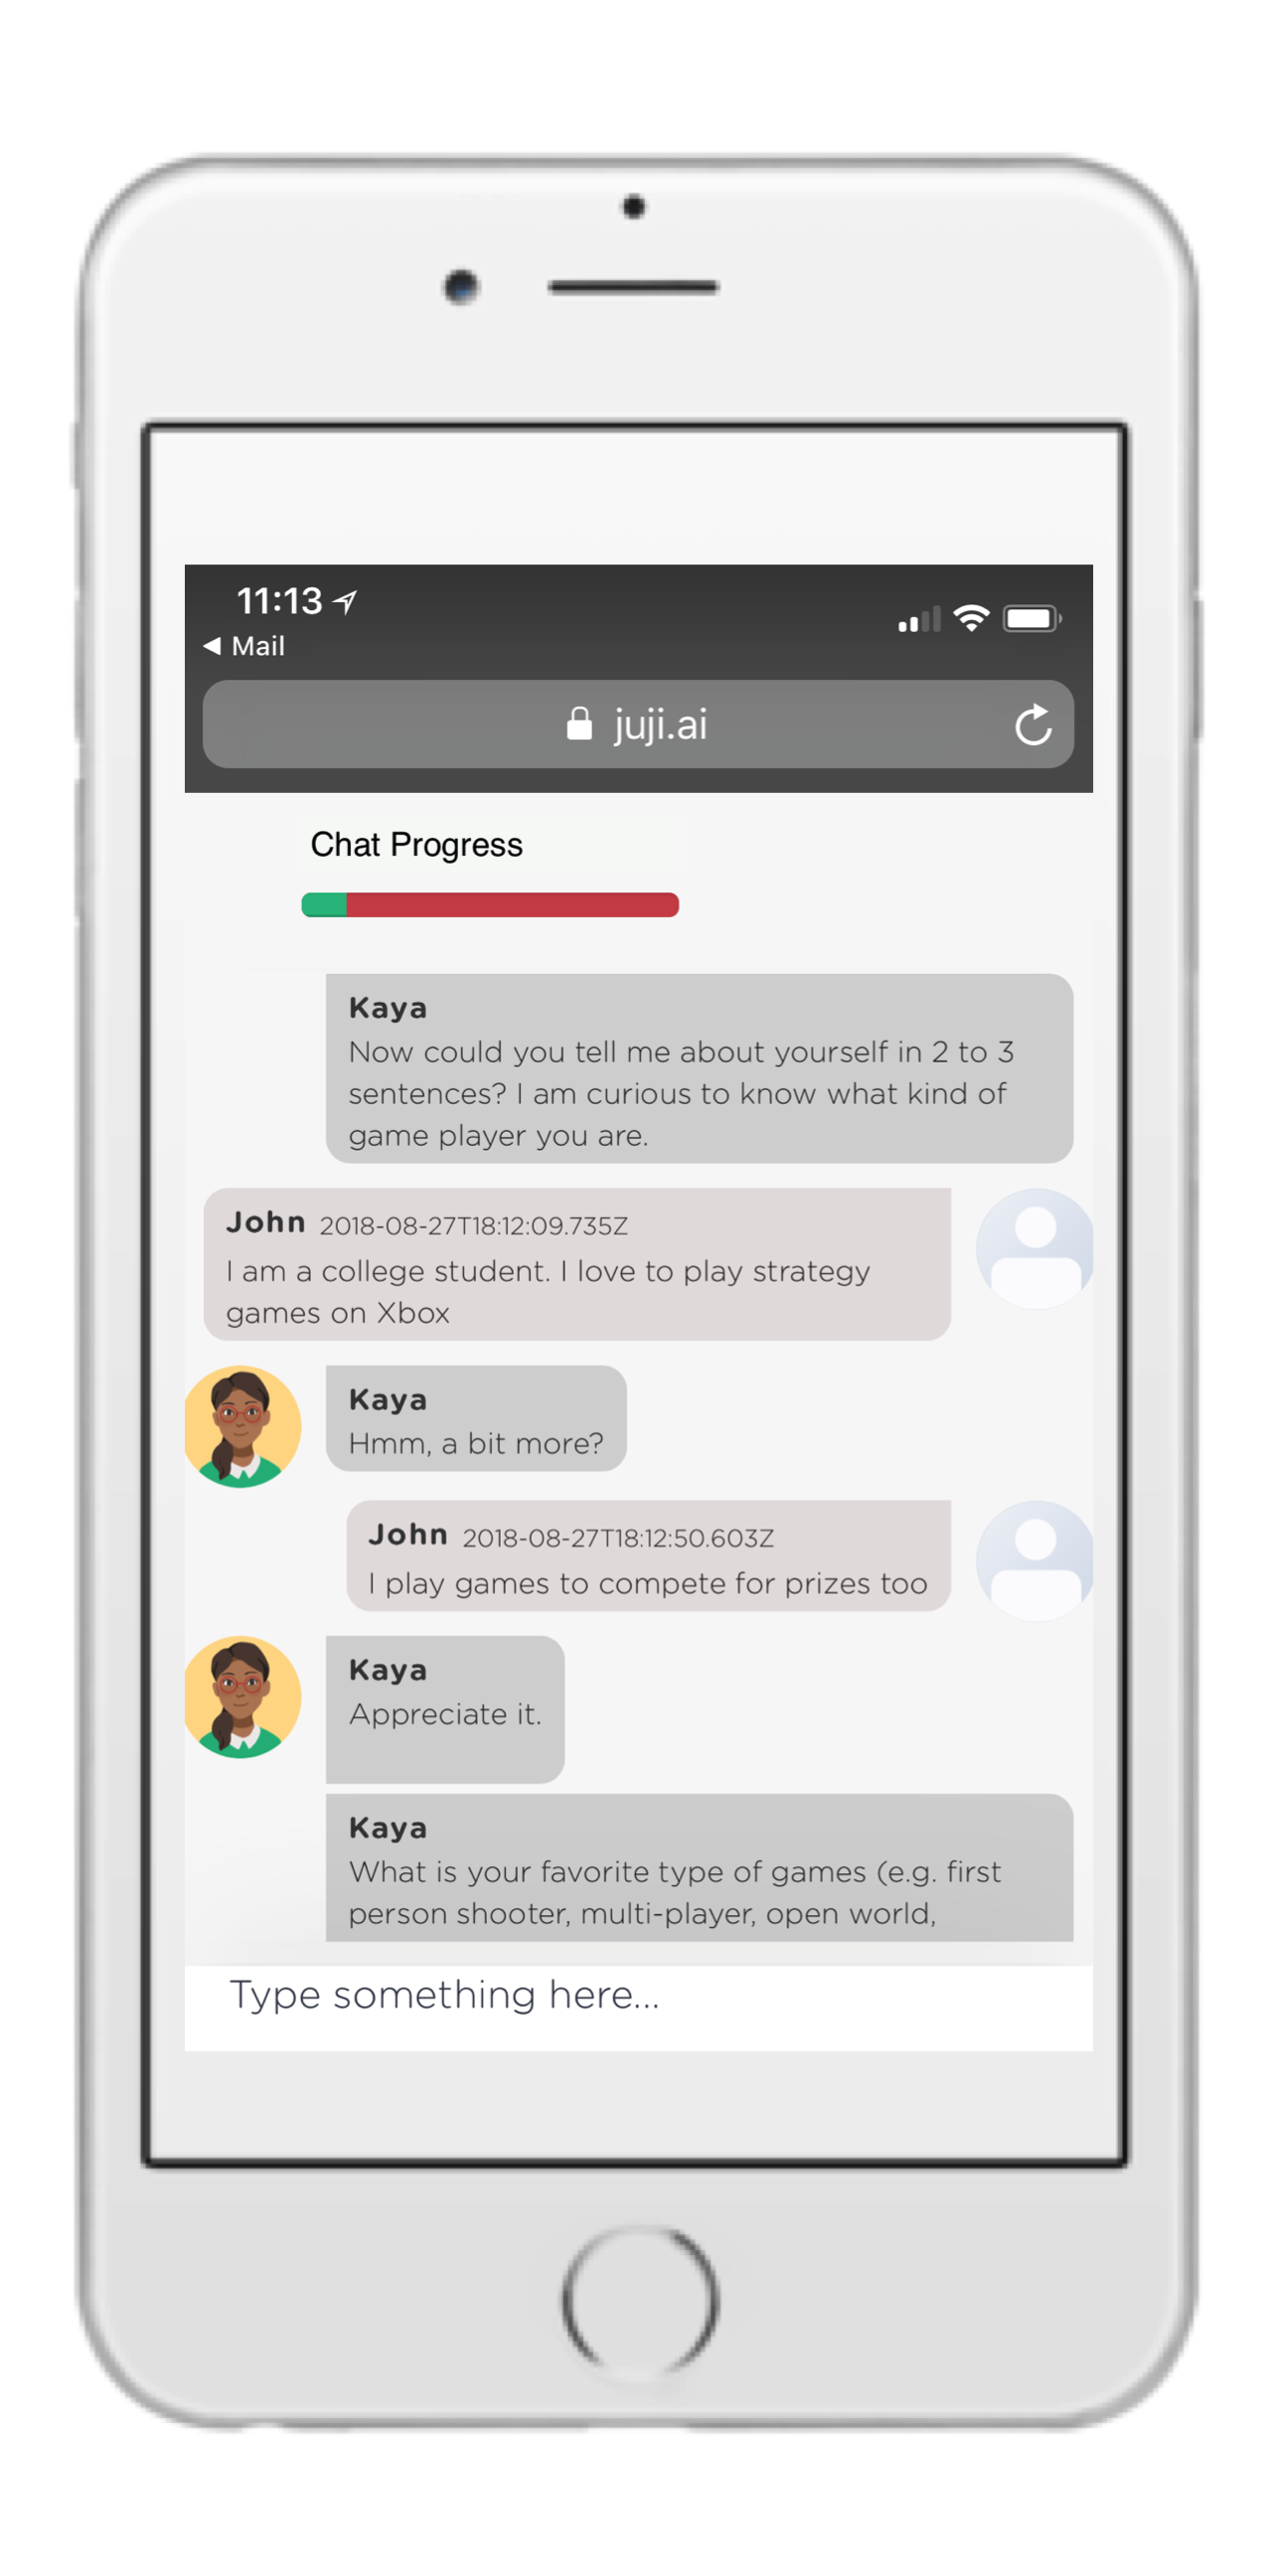 11:13
Mail
juji.ai
Chat Progress
Kaya
Now could you tell me about yourself in 2 to 3
sentences? I am curious to know what kind of
game player you are.
John 2018-08-27T18:12:09.735Z
I am a college student. I love to play strategy
games on Xbox
Kaya
Hmm, a bit more?
John 2018-08-27T18:12:50.603Z
I play games to compete for prizes too
Kaya
Appreciate it.
Kaya
What is your favorite type of games (e.g. first
person shooter, multi-player, open world,
Type something here...